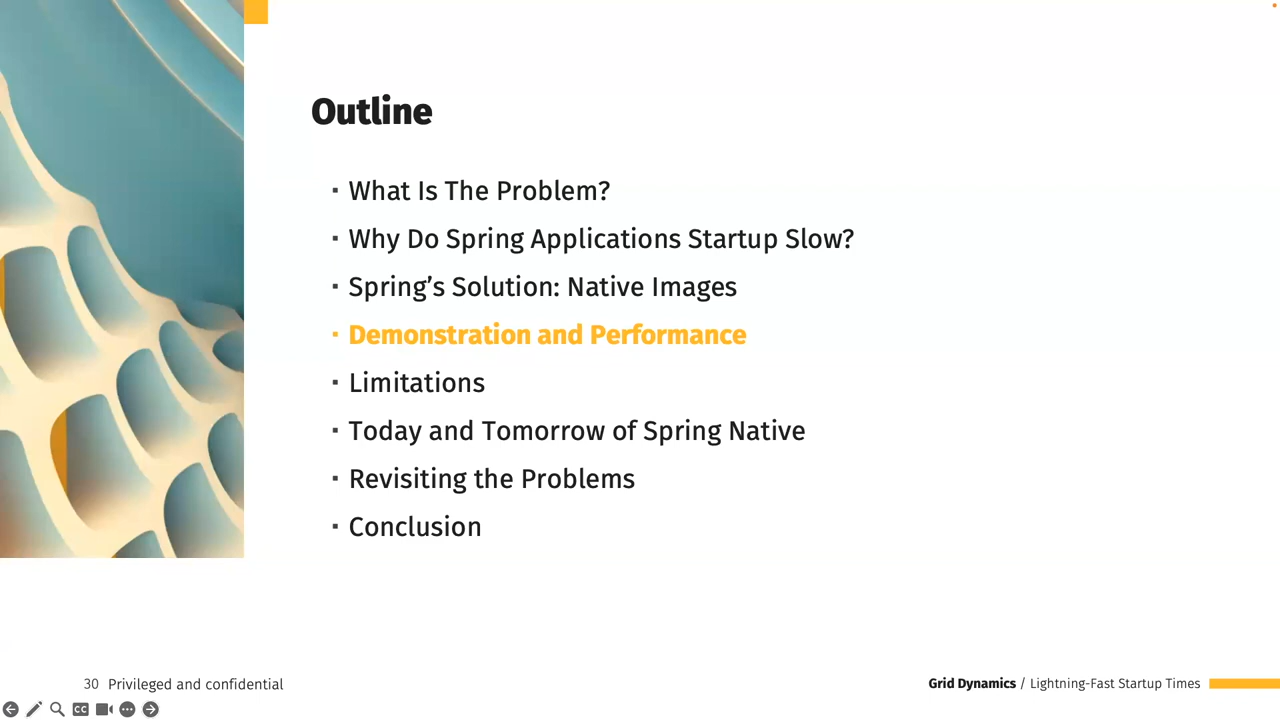 Outline
▪ What Is The Problem?
▪ Why Do Spring Applications Startup Slow?
▪ Spring’s Solution: Native Images
▪ Demonstration and Performance
▪ Limitations
▪ Today and Tomorrow of Spring Native
▪ Revisiting the Problems
▪ Conclusion
30 Privileged and confidential
Grid Dynamics / Lightning-Fast Startup Times
CC